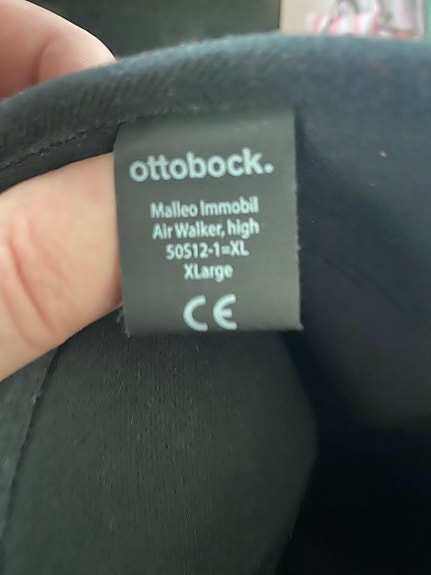 ottobock.
Malleo Immobil
Air Walker, high
50S12-1=XL
XLarge
CE